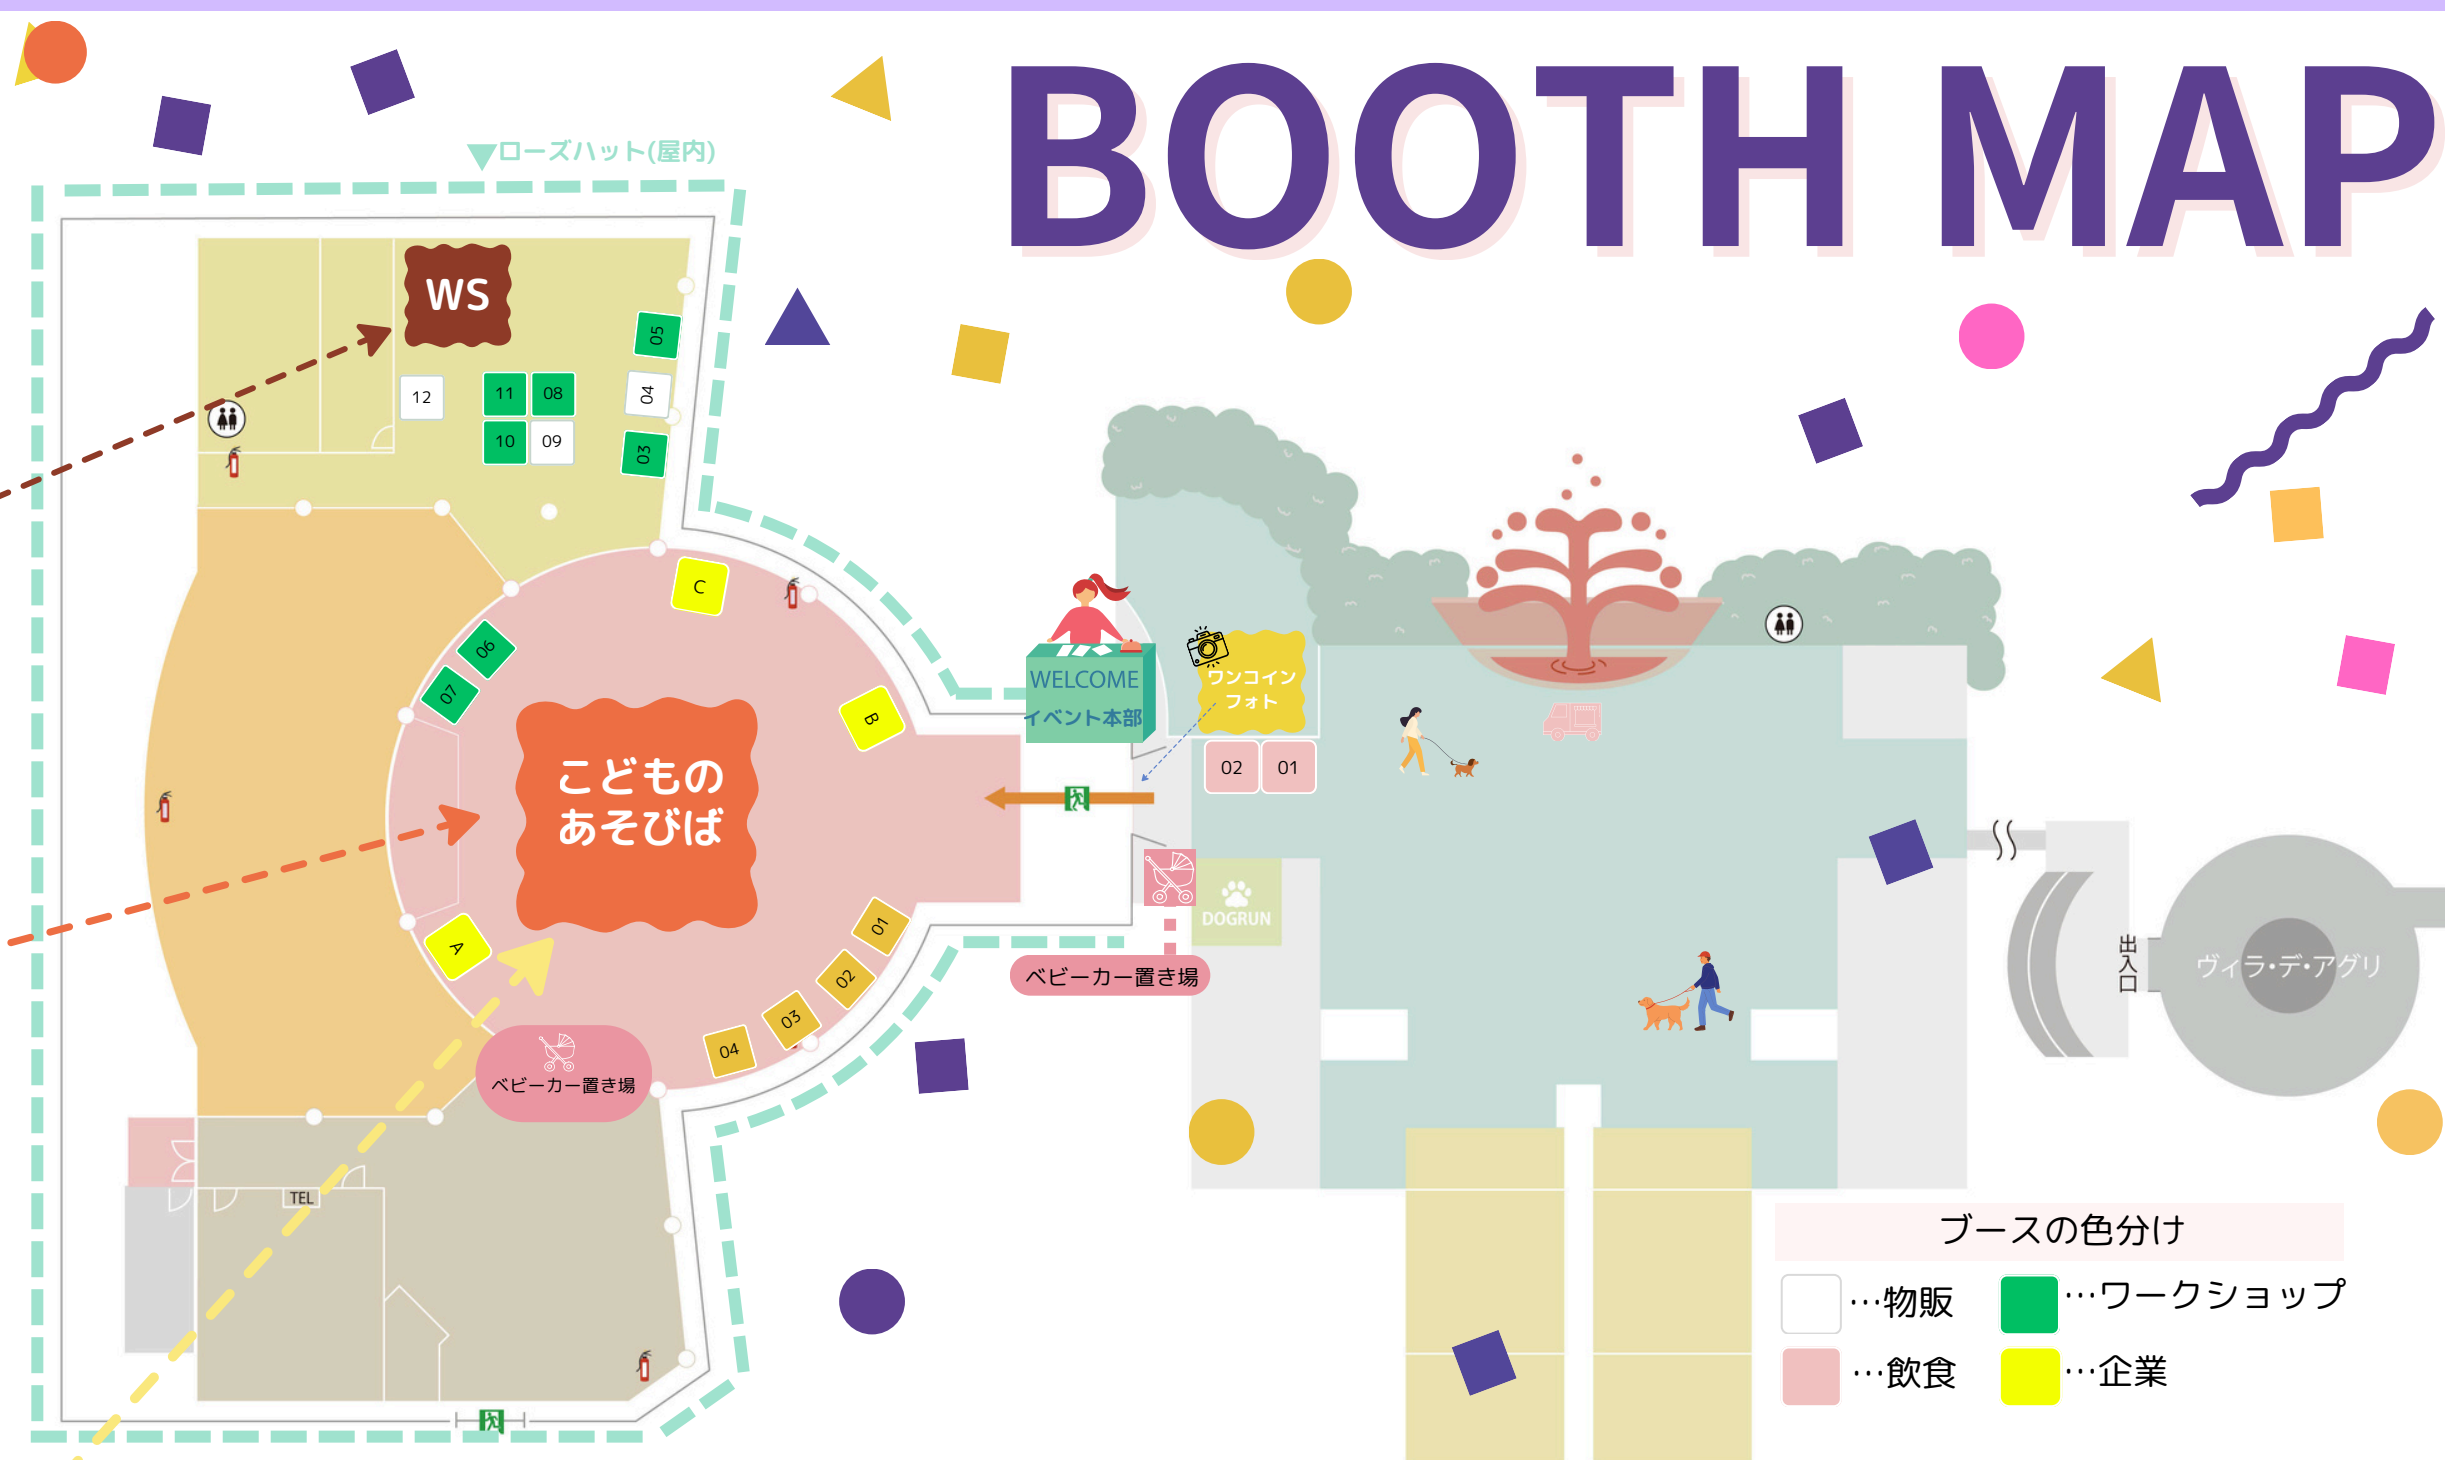 BOOTH MAP
▼ローズハット(屋内)
WS
05
04
03
12
11
08
10
09
C
06
07
B
こどもの
あそびば
A
01
02
03
04
ベビーカー置き場
TEL
WELCOME
イベント本部
ワンコイン
フォト
02
01
DOGRUN
ベビーカー置き場
出入口
ヴィラ・デ・アグリ
ブースの色分け
…物販
…ワークショップ
…飲食
…企業